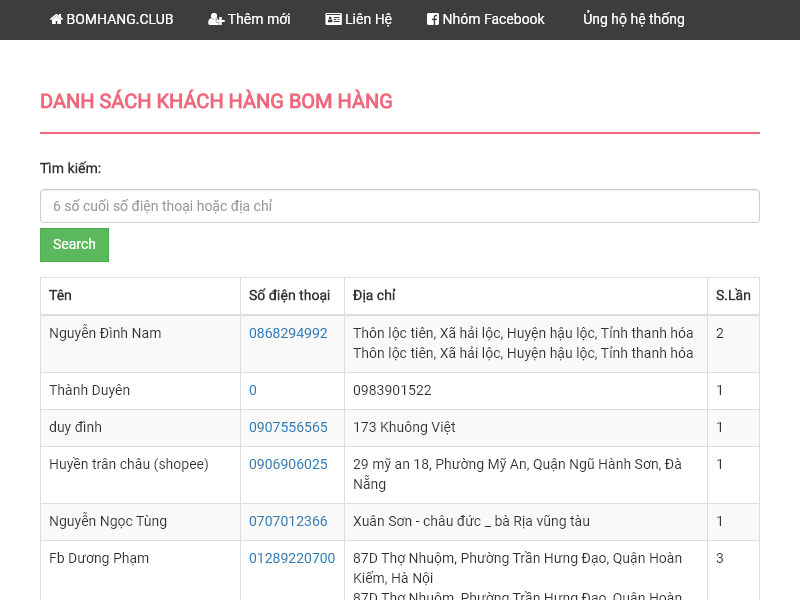 BOMHANG.CLUB Thêm mới Liên Hệ Nhóm Facebook Ủng hộ hệ thống
DANH SÁCH KHÁCH HÀNG BOM HÀNG
Tìm kiếm:
6 số cuối số điện thoại hoặc địa chỉ
Search
Tên Số điện thoại Địa chỉ S.Lần
Nguyễn Đình Nam 0868294992 Thôn lộc tiên, Xã hải lộc, Huyện hậu lộc, Tỉnh thanh hóa 2
Thôn lộc tiên, Xã hải lộc, Huyện hậu lộc, Tỉnh thanh hóa
Thành Duyên 0 0983901522 1
duy đình 0907556565 173 Khuông Việt 1
Huyền trân châu (shopee) 0906906025 29 mỹ an 18, Phường Mỹ An, Quận Ngũ Hành Sơn, Đà 1
Nẵng
Nguyễn Ngọc Tùng 0707012366 Xuân Sơn - châu đức _ bà Rịa vũng tàu 1
Fb Dương Phạm 01289220700 87D Thợ Nhuộm, Phường Trần Hưng Đạo, Quận Hoàn 3
Kiếm, Hà Nội
87D Thợ Nhuộm, Phường Trần Hưng Đạo, Quận Hoàn